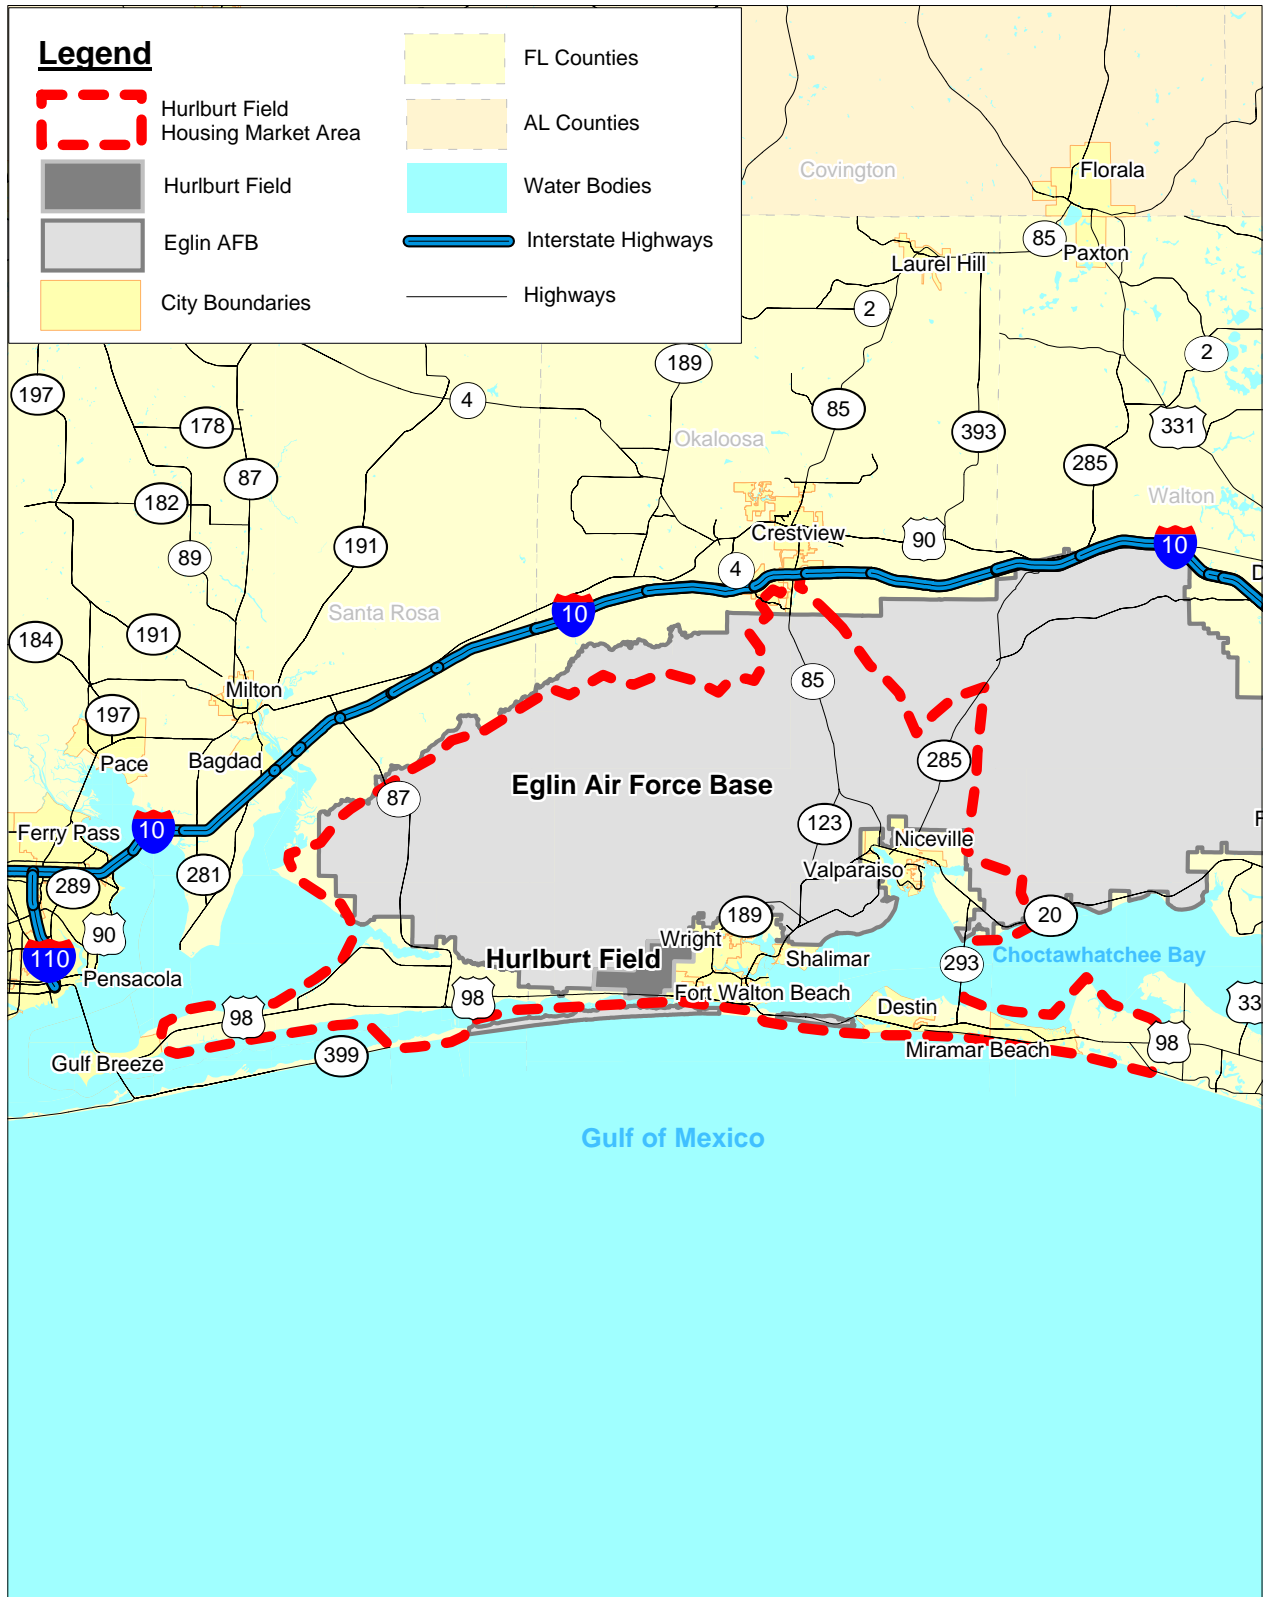 Legend
Hurlburt Field
Housing Market Area
Hurlburt Field
Eglin AFB
City Boundaries
FL Counties
AL Counties
Water Bodies
Interstate Highways
Highways
Covington
Florala
85
Paxton
Laurel Hill
2
2
189
197
4
85
178
393
331
Okaloosa
285
87
Walton
182
Crestview
90
191
10
89
4
D
10
Santa Rosa
191
184
85
Milton
197
Bagdad
Pace
285
Eglin Air Force Base
87
123
F
Ferry Pass
10
Niceville
Valparaiso
281
289
189
20
90
Wright
110
Hurlburt Field
Shalimar
Choctawhatchee Bay
293
Pensacola
Fort Walton Beach
98
33
Destin
98
98
Miramar Beach
399
Gulf Breeze
Gulf of Mexico